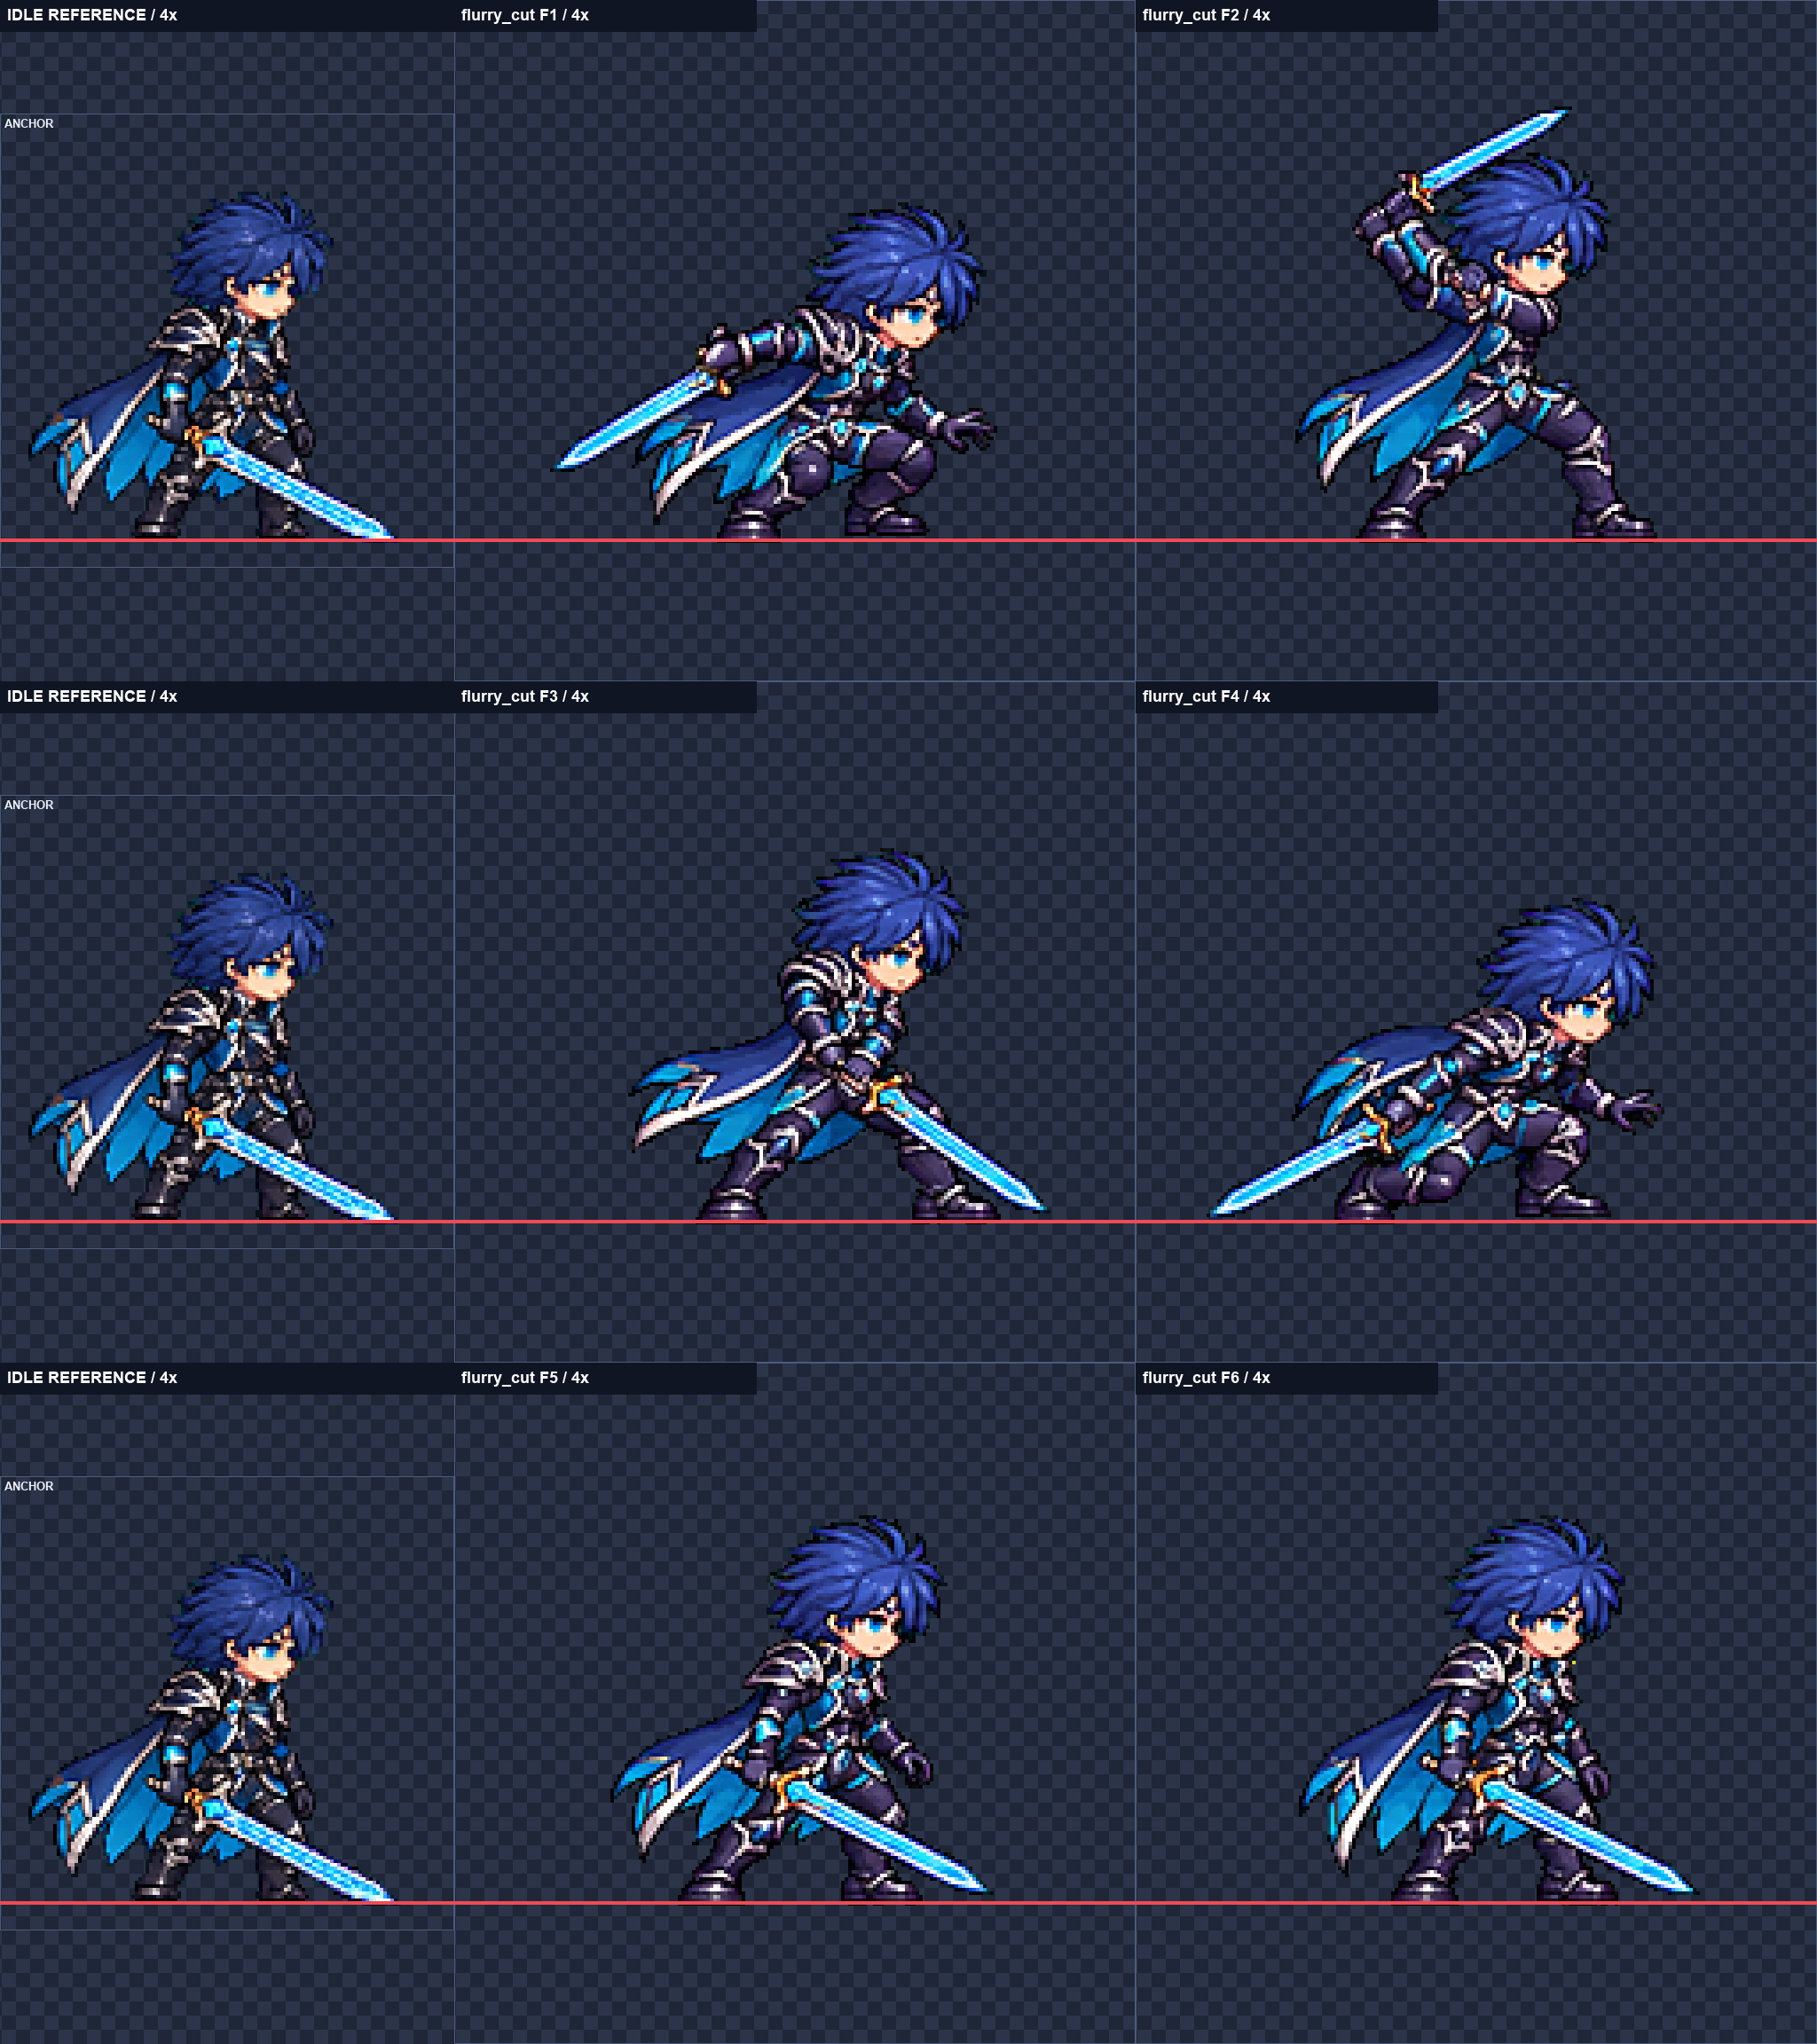 IDLE REFERENCE / 4x
flurry_cut F1 / 4x
flurry_cut F2 / 4x
ANCHOR
IDLE REFERENCE / 4x
flurry_cut F3 / 4x
flurry_cut F4 / 4x
ANCHOR
IDLE REFERENCE / 4x
flurry_cut F5 / 4x
flurry_cut F6 / 4x
ANCHOR